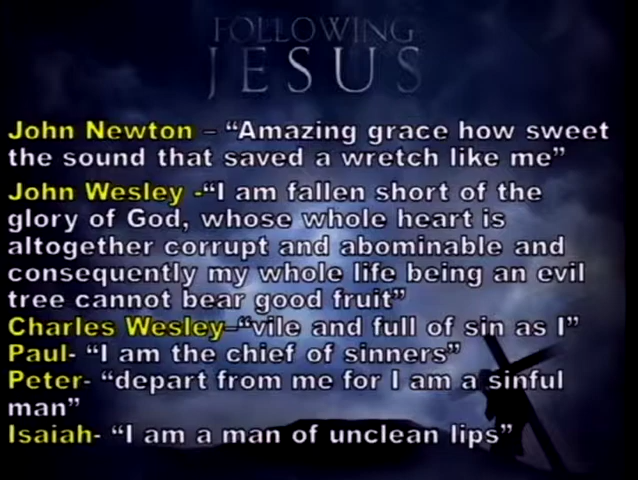 FOLLOWING
JESUS
John Newton – “Amazing grace how sweet
the sound that saved a wretch like me”
John Wesley -“I am fallen short of the
glory of God, whose whole heart is
altogether corrupt and abominable and
consequently my whole life being an evil
tree cannot bear good fruit”
Charles Wesley–“vile and full of sin as I”
Paul- “I am the chief of sinners”
Peter- “depart from me for I am a sinful
man”
Isaiah- “I am a man of unclean lips”